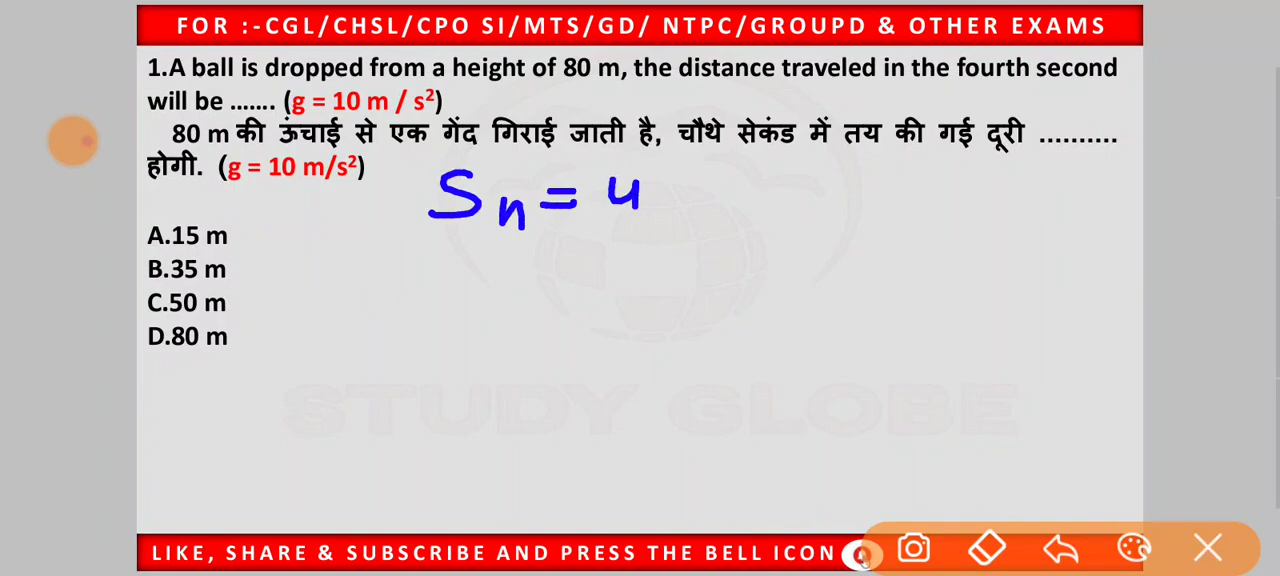 FOR :-CGL/CHSL/CPO SI/MTS/GD/ NTPC/GROUPD & OTHER EXAMS
1.A ball is dropped from a height of 80 m, the distance traveled in the fourth second
will be ....... (g = 10 m / s²)
80 m की ऊंचाई से एक गेंद गिराई जाती है, चौथे सेकंड में तय की गई दूरी ..........
होगी. (g = 10 m/s²)
Sn = u
A.15 m
B.35 m
C.50 m
D.80 m
STUDY GLOBE
LIKE, SHARE & SUBSCRIBE AND PRESS THE BELL ICON